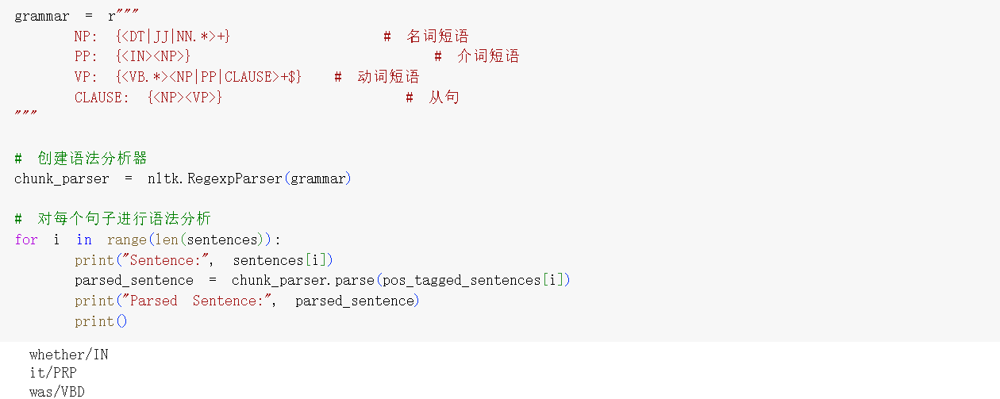 grammar = r"""
NP: {<DT|JJ|NN.*>+} # 名词短语
PP: {<IN><NP>} # 介词短语
VP: {<VB.*><NP|PP|CLAUSE>+$} # 动词短语
CLAUSE: {<NP><VP>} # 从句
"""
# 创建语法分析器
chunk_parser = nltk.RegexpParser(grammar)
# 对每个句子进行语法分析
for i in range(len(sentences)):
print("Sentence:", sentences[i])
parsed_sentence = chunk_parser.parse(pos_tagged_sentences[i])
print("Parsed Sentence:", parsed_sentence)
print()
whether/IN
it/PRP
was/VBD